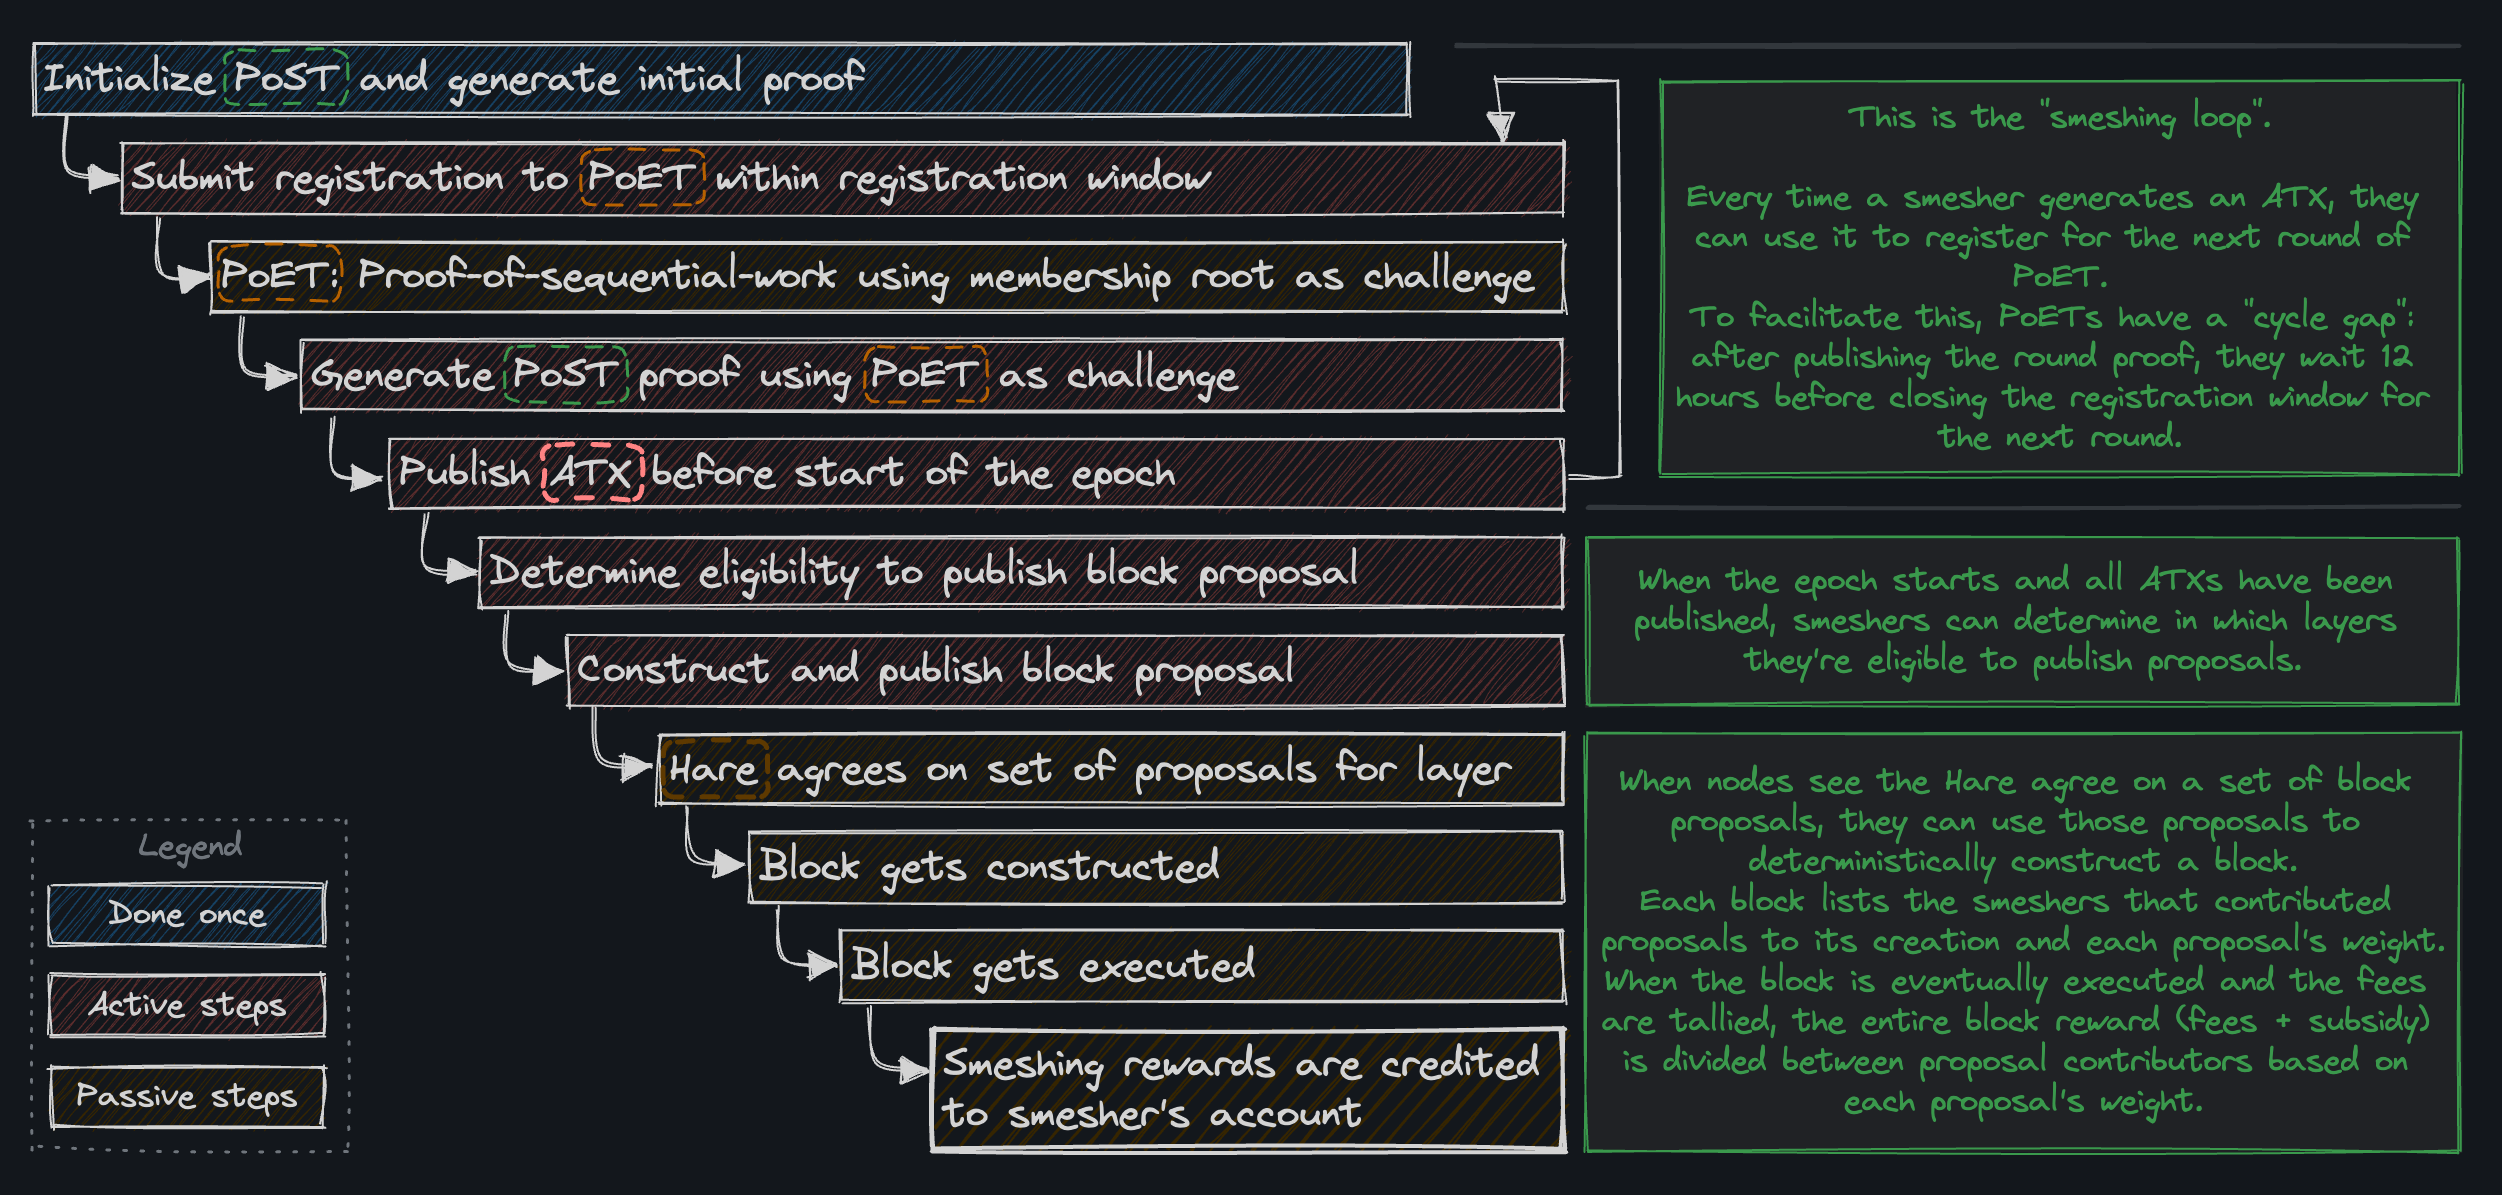 Initialize PoST and generate initial proof
Submit registration to PoET within registration window
PoET: Proof-of-sequential-work using membership root as challenge
Generate PoST proof using PoET as challenge
Publish ATX before start of the epoch
Determine eligibility to publish block proposal
Construct and publish block proposal
Hare agrees on set of proposals for layer
Block gets constructed
Block gets executed
Smeshing rewards are credited
to smesher's account
This is the "smeshing loop".
Every time a smesher generates an ATX, they
can use it to register for the next round of
PoET.
To facilitate this, PoETs have a "cycle gap":
after publishing the round proof, they wait 12
hours before closing the registration window for
the next round.
When the epoch starts and all ATXs have been
published, smeshers can determine in which layers
they're eligible to publish proposals.
When nodes see the Hare agree on a set of block
proposals, they can use those proposals to
deterministically construct a block.
Each block lists the smeshers that contributed
proposals to its creation and each proposal's weight.
When the block is eventually executed and the fees
are tallied, the entire block reward (fees + subsidy)
is divided between proposal contributors based on
each proposal's weight.
Legend
Done once
Active steps
Passive steps